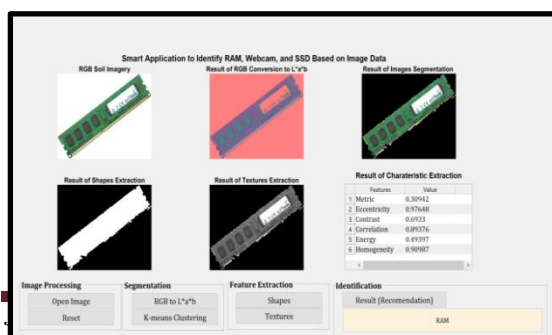 Smart Application to Identify RAM, Webcam, and SSD Based on Image Data
RGB Soil Imagery
Result of RGB Conversion to L*a*b
Result of Images Segmentation
Result of Shapes Extraction
Result of Textures Extraction
Result of Charateristic Extraction
Features Value
1 Metric 0.30942
2 Eccentricity 0.97648
3 Contrast 0.6933
4 Correlation 0.89376
5 Energy 0.49397
6 Homogeneity 0.90987
Image Processing
Open Image
Reset
Segmentation
RGB to L*a*b
K-means Clustering
Feature Extraction
Shapes
Textures
Identification
Result (Recomendation)
RAM